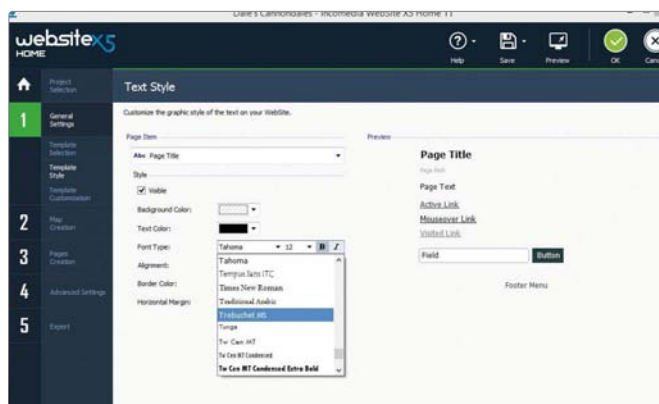 Dale's Cannondales - Incomedia WebSite X5 Home 11
websitex5
HOME
Help
Save
Preview
OK
Project
Selection
Text Style
1
General
Settings
Customize the graphic style of the text on your WebSite.
Template
Selection
Template
Style
Template
Customization
2
Map
Creation
3
Pages
Creation
4
Advanced Settings
5
Export
Page Item
Abc Page Title
Style
Visible
Background Color:
Text Color:
Font Type:
Tahoma
12
B
I
Alignment:
Border Color:
Horizontal Margin:
Tahoma
Tempus Sans ITC
Times New Roman
Traditional Arabic
Trebuchet MS
Tunga
Tw Cen MT
Tw Cen MT Condensed
Tw Cen MT Condensed Extra Bold
Preview
Page Title
Page Path
Page Text
Active Link
Mouseover Link
Visited Link
Field
Button
Footer Menu